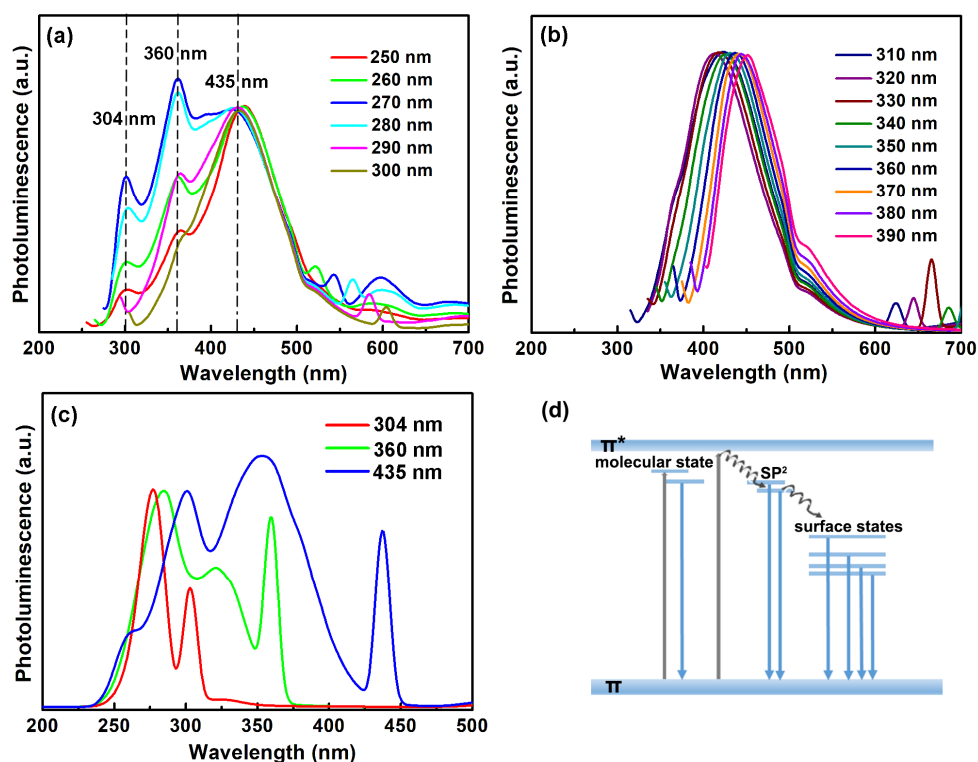 (a)
360 nm
435 nm
304 nm
250 nm
260 nm
270 nm
280 nm
290 nm
300 nm
Photoluminescence (a.u.)
200 300 400 500 600 700
Wavelength (nm)
(b)
310 nm
320 nm
330 nm
340 nm
350 nm
360 nm
370 nm
380 nm
390 nm
Photoluminescence (a.u.)
200 300 400 500 600 700
Wavelength (nm)
(c)
304 nm
360 nm
435 nm
Photoluminescence (a.u.)
200 250 300 350 400 450 500
Wavelength (nm)
(d)
π*
molecular state
SP²
surface states
π